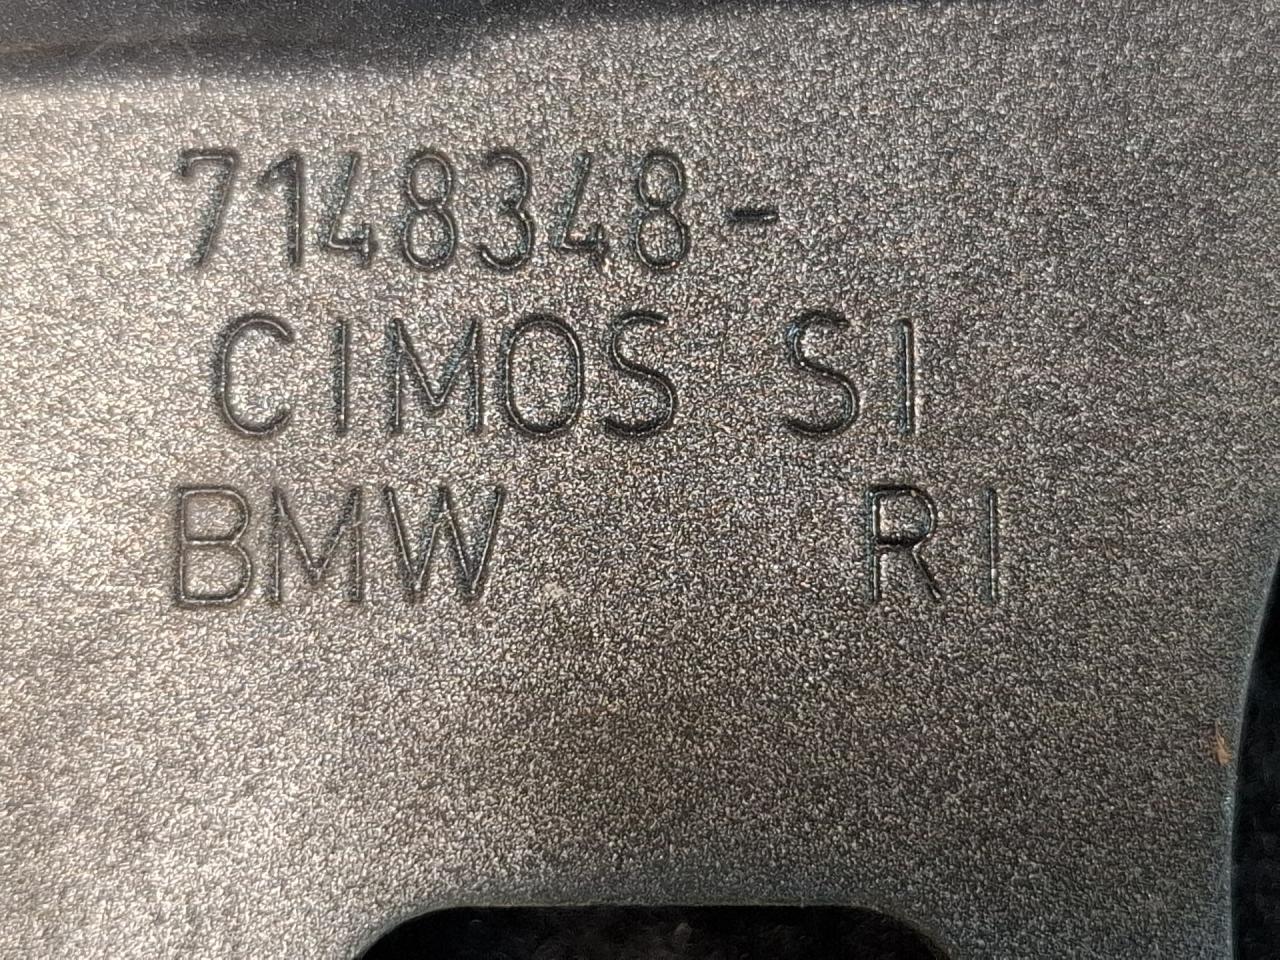 7148348-
CIMOS SI
BMW RI